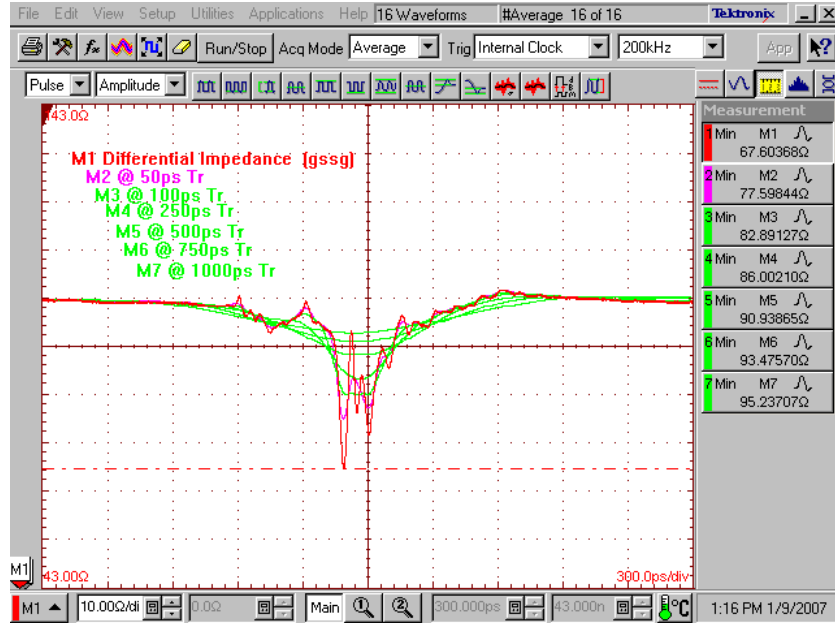 File Edit View Setup Utilities Applications Help 16 Waveforms #Average 16 of 16 Tektronix
Run/Stop Acq Mode Average Trig Internal Clock 200kHz App
Pulse Amplitude
Measurement
43.0Ω
1 Min M1
67.60368Ω
2 Min M2
77.59844Ω
3 Min M3
82.89127Ω
4 Min M4
86.00210Ω
5 Min M5
90.93865Ω
6 Min M6
93.47570Ω
7 Min M7
95.23707Ω
M1 Differential Impedance (gssg)
M2 @ 50ps Tr
M3 @ 100ps Tr
M4 @ 250ps Tr
M5 @ 500ps Tr
M6 @ 750ps Tr
M7 @ 1000ps Tr
M1
43.00Ω 300.0ps/div
M1 10.00Ω/di 0.0Ω Main 1 2 300.000ps 43.000n °C 1:16 PM 1/9/2007